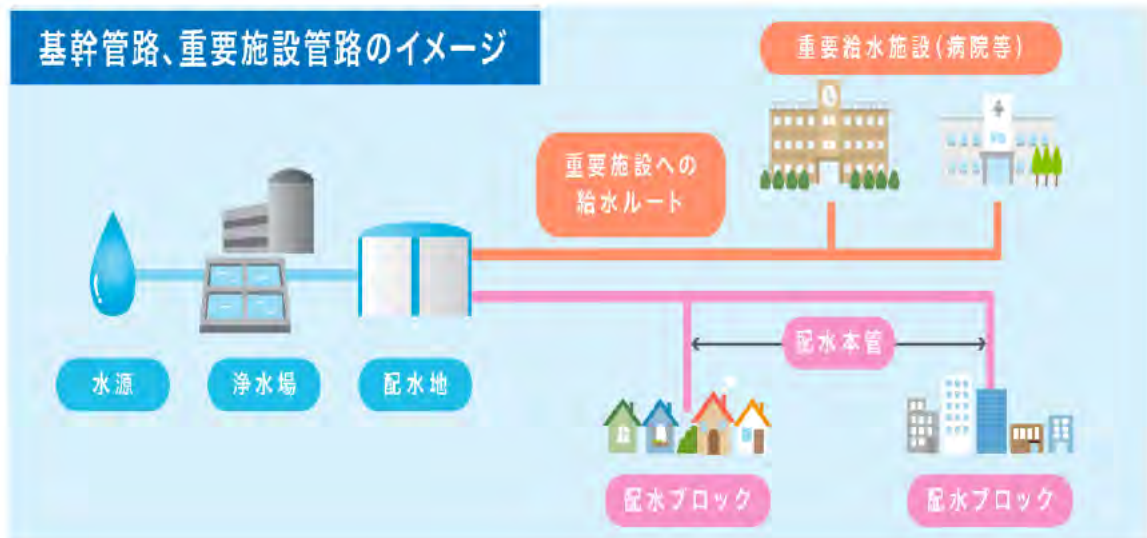 基幹管路、重要施設管路のイメージ
重要給水施設(病院等)
重要施設への
給水ルート
配水本管
水源
浄水場
配水地
配水ブロック
配水ブロック